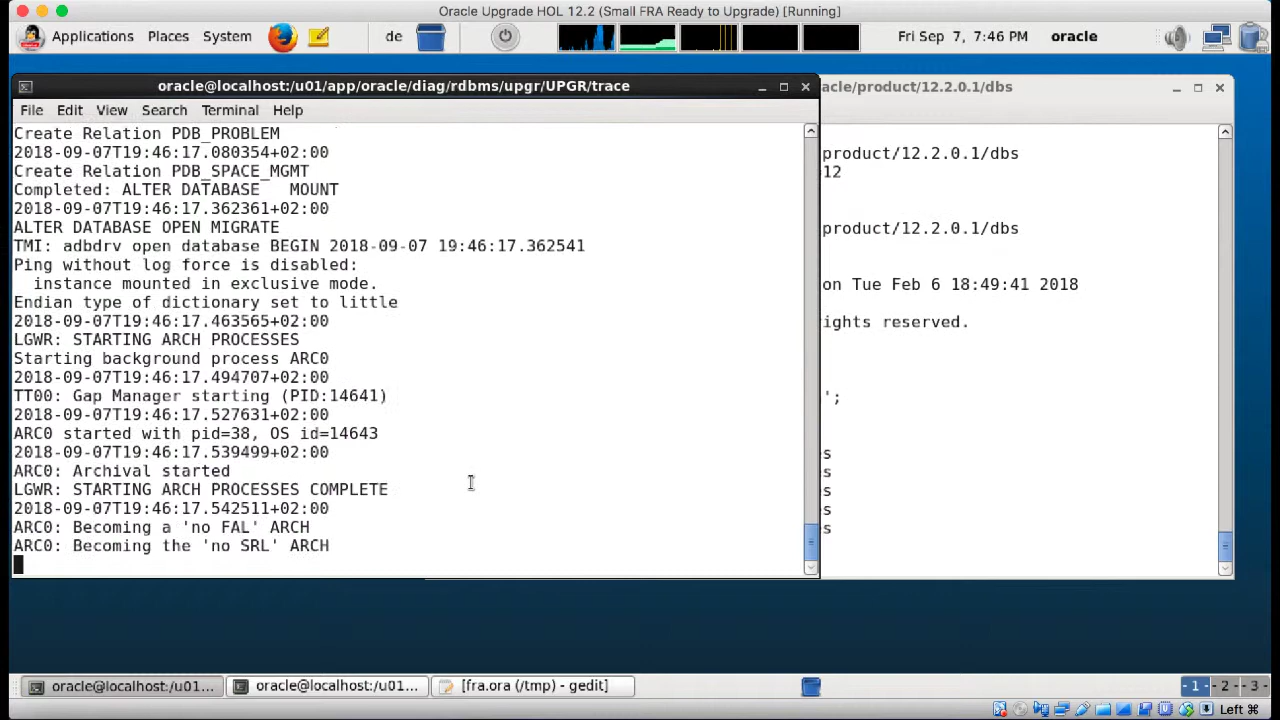 Oracle Upgrade HOL 12.2 (Small FRA Ready to Upgrade) [Running]
Applications Places System de Fri Sep 7, 7:46 PM oracle
oracle@localhost:/u01/app/oracle/diag/rdbms/upgr/UPGR/trace
File Edit View Search Terminal Help
Create Relation PDB_PROBLEM
2018-09-07T19:46:17.080354+02:00
Create Relation PDB_SPACE_MGMT
Completed: ALTER DATABASE   MOUNT
2018-09-07T19:46:17.362361+02:00
ALTER DATABASE OPEN MIGRATE
TMI: adbdrv open database BEGIN 2018-09-07 19:46:17.362541
Ping without log force is disabled:
  instance mounted in exclusive mode.
Endian type of dictionary set to little
2018-09-07T19:46:17.463565+02:00
LGWR: STARTING ARCH PROCESSES
Starting background process ARC0
2018-09-07T19:46:17.494707+02:00
TT00: Gap Manager starting (PID:14641)
2018-09-07T19:46:17.527631+02:00
ARC0 started with pid=38, OS id=14643
2018-09-07T19:46:17.539499+02:00
ARC0: Archival started
LGWR: STARTING ARCH PROCESSES COMPLETE
2018-09-07T19:46:17.542511+02:00
ARC0: Becoming a 'no FAL' ARCH
ARC0: Becoming the 'no SRL' ARCH
acle/product/12.2.0.1/dbs
product/12.2.0.1/dbs
12
product/12.2.0.1/dbs
on Tue Feb 6 18:49:41 2018
ights reserved.
';
s
s
s
s
s
oracle@localhost:/u01... oracle@localhost:/u01... [fra.ora (/tmp) - gedit] - 1 - - 2 - - 3 -
Left ⌘